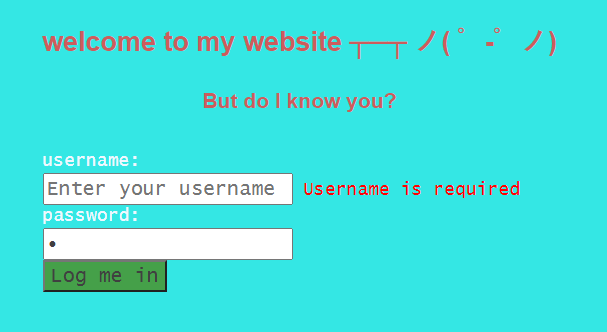 welcome to my website ┬─┬ ノ( ゜-゜ノ)
But do I know you?
username:
Enter your username Username is required
password:
•
Log me in